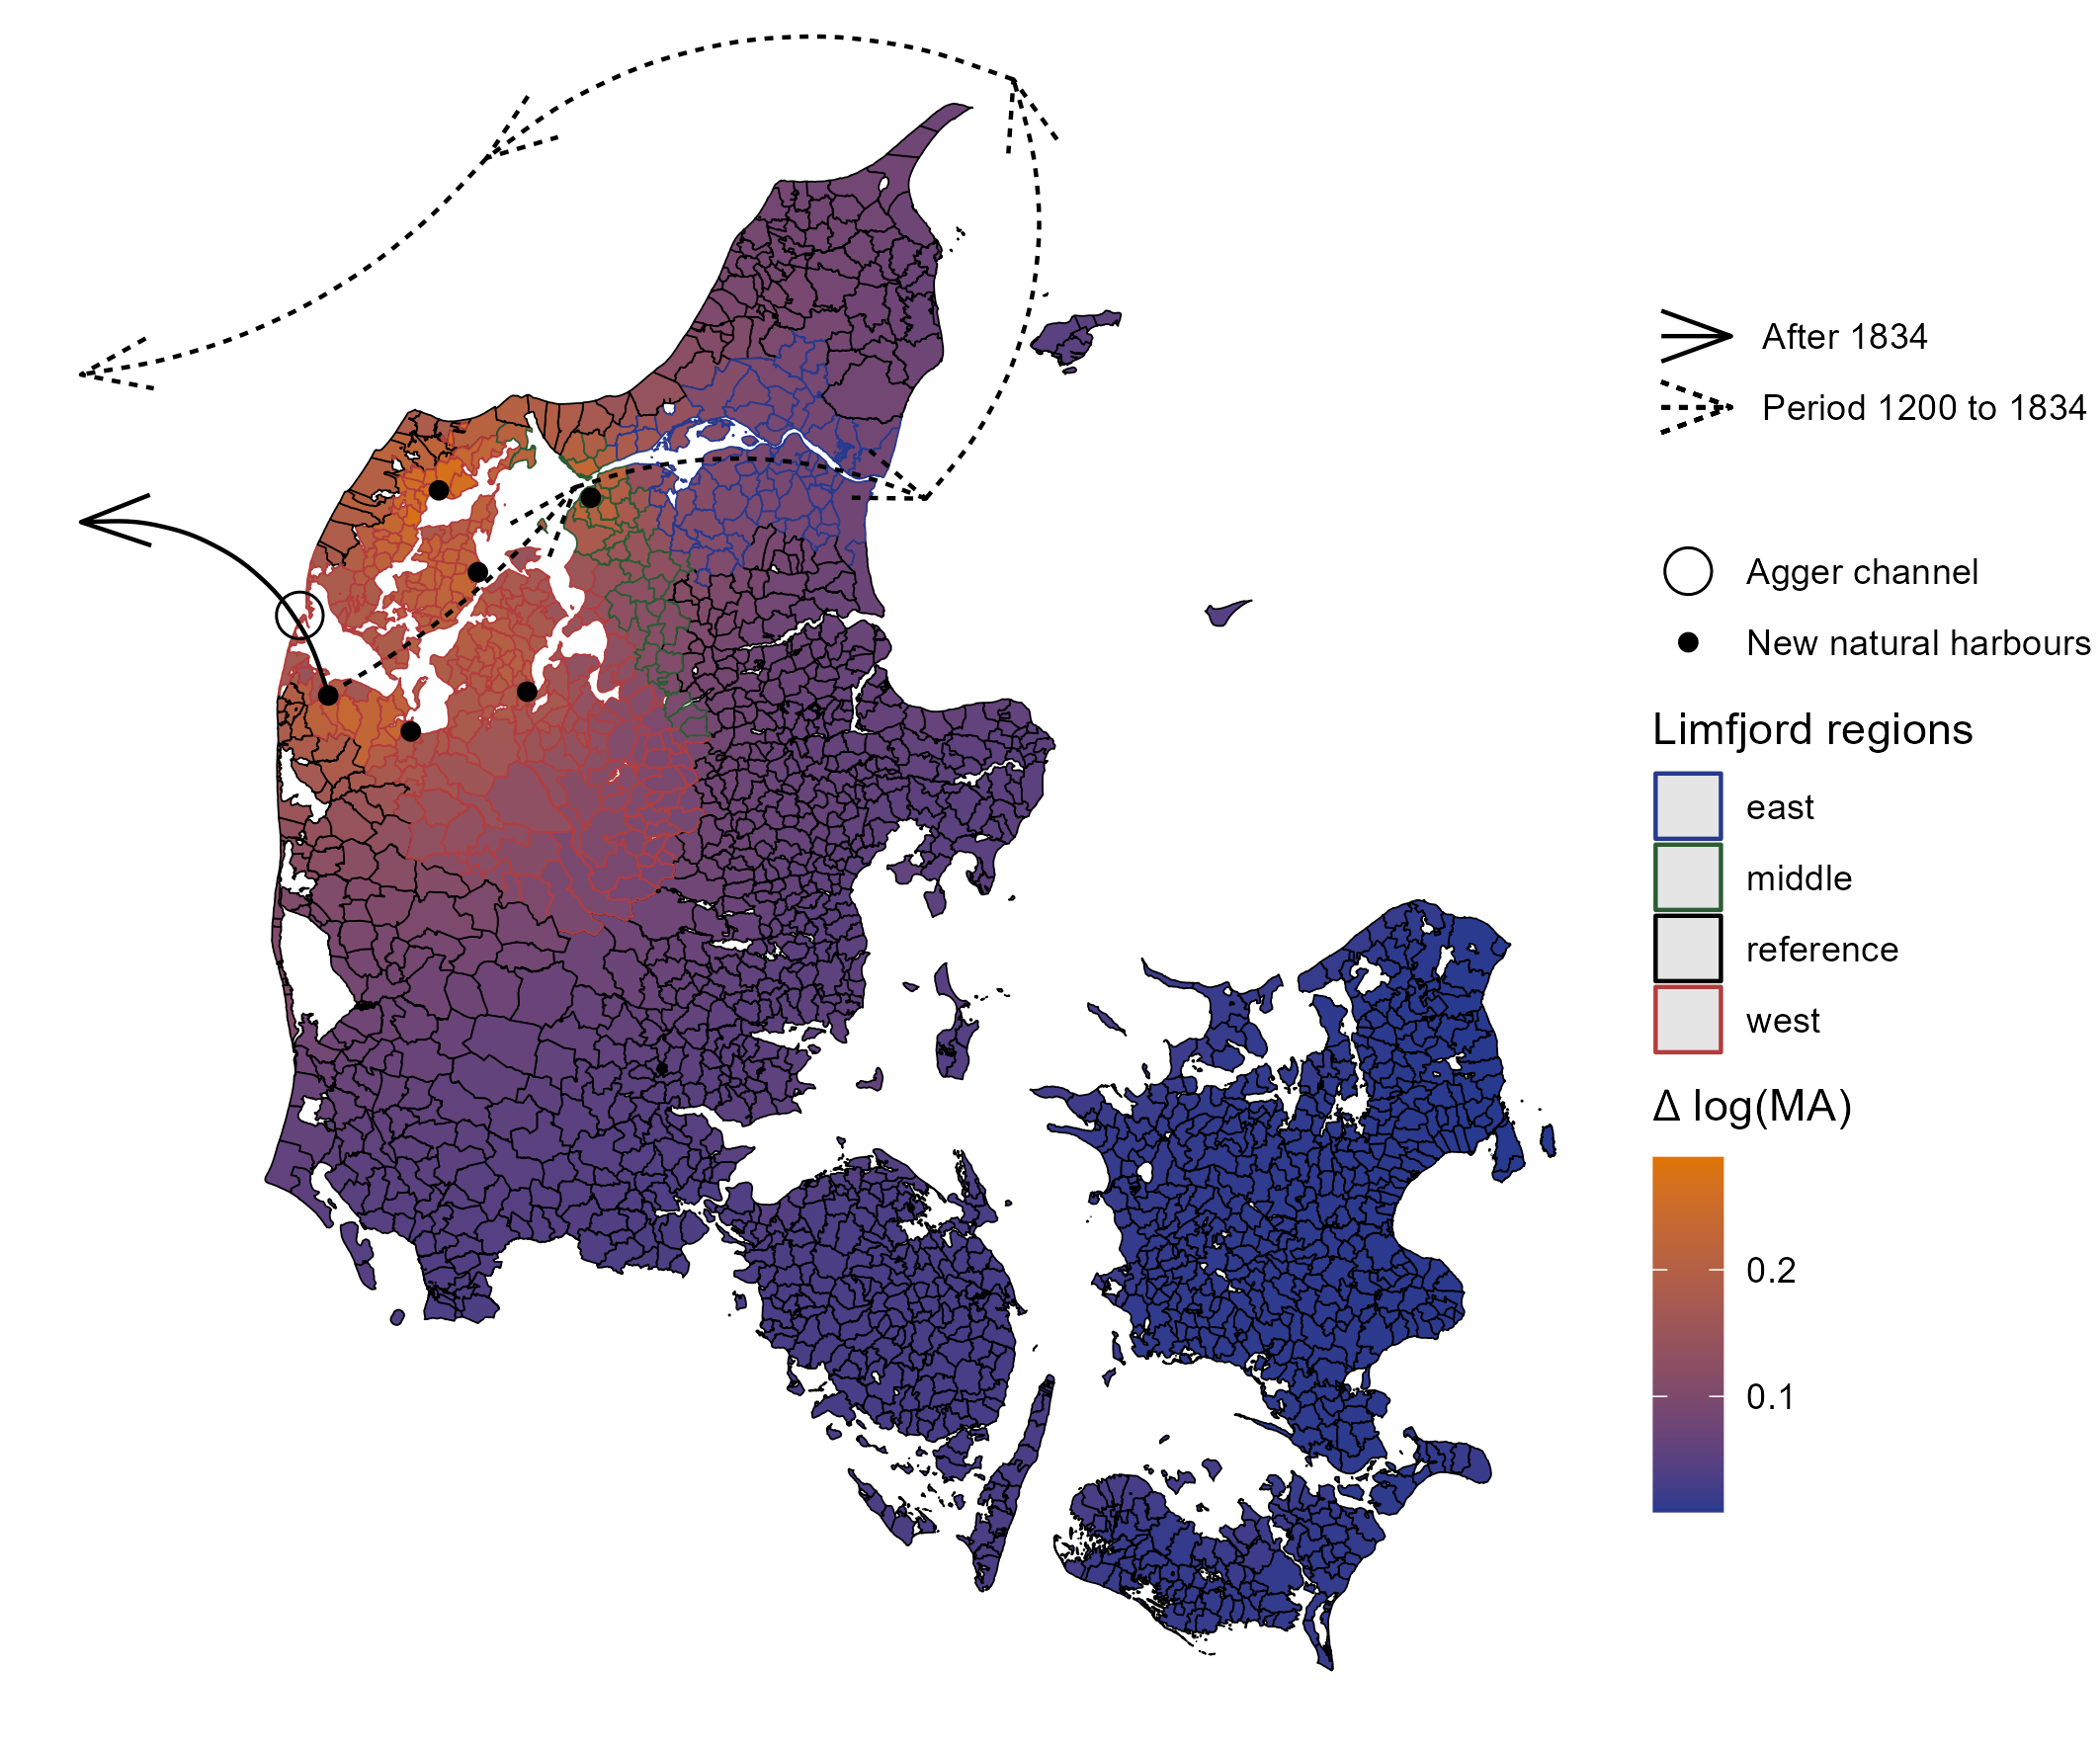 After 1834
Period 1200 to 1834
Agger channel
New natural harbours
Limfjord regions
east
middle
reference
west
Δ log(MA)
0.2
0.1